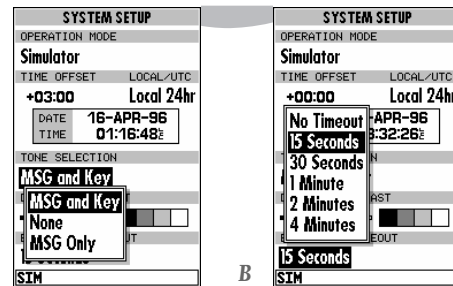 SYSTEM SETUP
OPERATION MODE
Simulator
TIME OFFSET LOCAL/UTC
+03:00 Local 24hr
DATE 16-APR-96
TIME 01:16:48
TONE SELECTION
MSG and Key
MSG and Key
None
MSG Only
SIM
B
SYSTEM SETUP
OPERATION MODE
Simulator
TIME OFFSET LOCAL/UTC
+00:00 Local 24hr
No Timeout
15 Seconds
30 Seconds
1 Minute
2 Minutes
4 Minutes
-APR-96
:32:26
15 Seconds
SIM